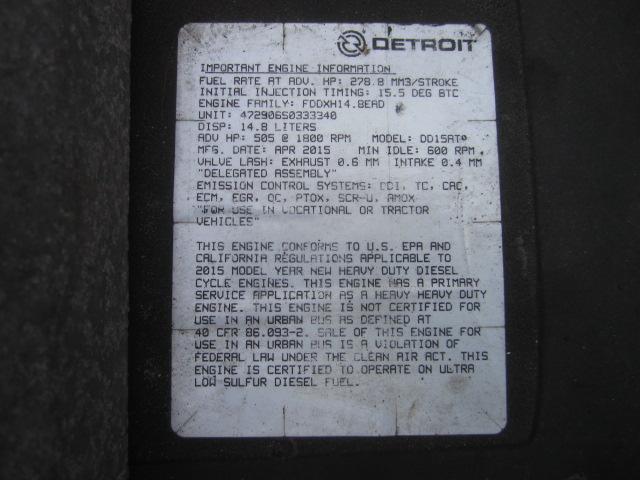 DETROIT
IMPORTANT ENGINE INFORMATION
FUEL RATE AT ADV. HP: 278.8 MM3/STROKE
INITIAL INJECTION TIMING: 15.5 DEG BTC
ENGINE FAMILY: FDDXH14.8EAD
UNIT: 472906S0333340
DISP: 14.8 LITERS
ADV HP: 505 @ 1800 RPM MODEL: DD15AT
MFG. DATE: APR 2015 MIN IDLE: 600 RPM
VALVE LASH: EXHAUST 0.6 MM INTAKE 0.4 MM
"DELEGATED ASSEMBLY"
EMISSION CONTROL SYSTEMS: DDI, TC, CAC,
ECM, EGR, OC, PTOX, SCR-U, AMOX
"FOR USE IN VOCATIONAL OR TRACTOR
VEHICLES"
THIS ENGINE CONFORMS TO U.S. EPA AND
CALIFORNIA REGULATIONS APPLICABLE TO
2015 MODEL YEAR NEW HEAVY DUTY DIESEL
CYCLE ENGINES. THIS ENGINE HAS A PRIMARY
SERVICE APPLICATION AS A HEAVY HEAVY DUTY
ENGINE. THIS ENGINE IS NOT CERTIFIED FOR
USE IN AN URBAN BUS AS DEFINED AT
40 CFR 86.093-2. SALE OF THIS ENGINE FOR
USE IN AN URBAN BUS IS A VIOLATION OF
FEDERAL LAW UNDER THE CLEAN AIR ACT. THIS
ENGINE IS CERTIFIED TO OPERATE ON ULTRA
LOW SULFUR DIESEL FUEL.